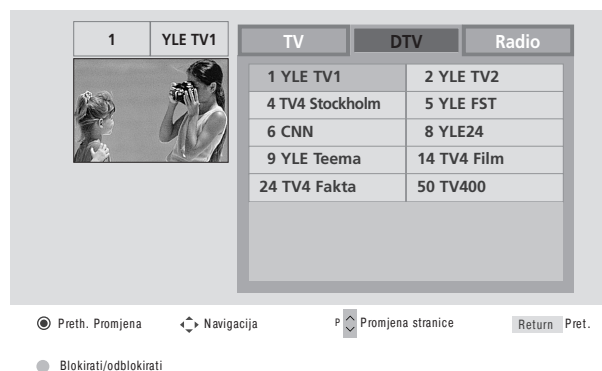 1 YLE TV1
TV DTV Radio
1 YLE TV1 2 YLE TV2
4 TV4 Stockholm 5 YLE FST
6 CNN 8 YLE24
9 YLE Teema 14 TV4 Film
24 TV4 Fakta 50 TV400
Preth. Promjena Navigacija P Promjena stranice Return Pret.
Blokirati/odblokirati